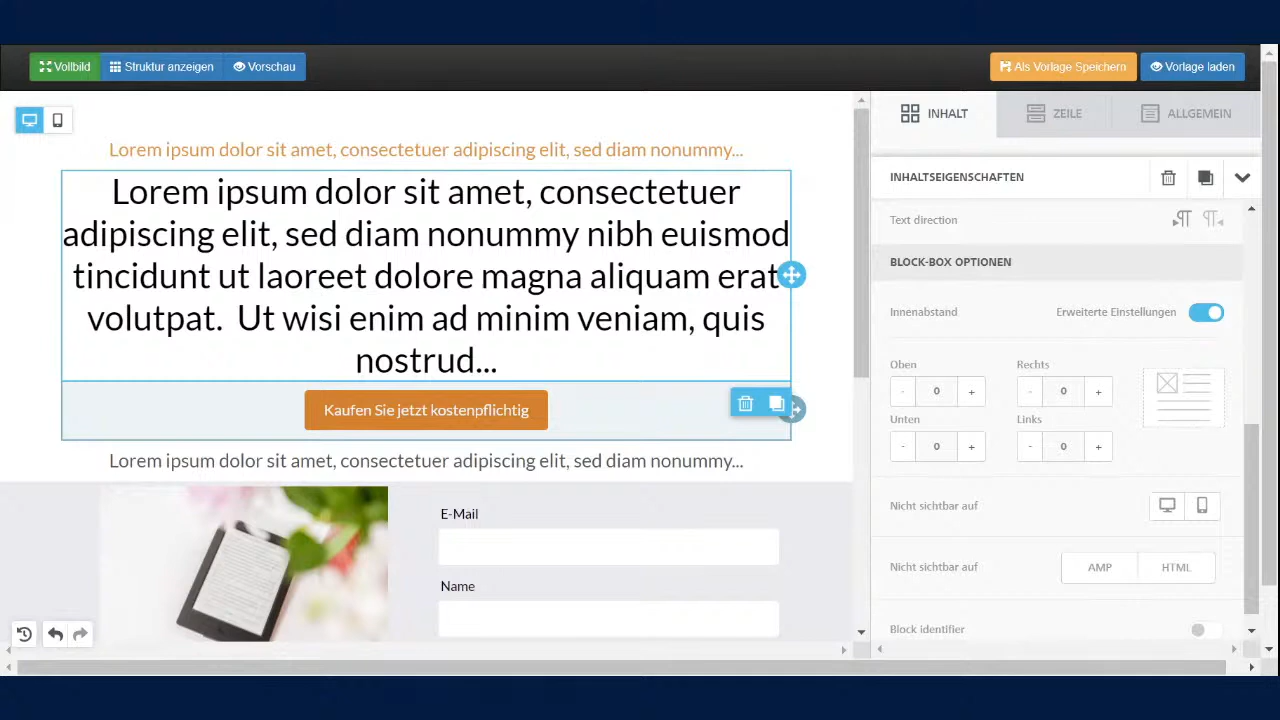 Vollbild Struktur anzeigen Vorschau Als Vorlage Speichern Vorlage laden
Lorem ipsum dolor sit amet, consectetuer adipiscing elit, sed diam nonummy...
Lorem ipsum dolor sit amet, consectetuer
adipiscing elit, sed diam nonummy nibh euismod
tincidunt ut laoreet dolore magna aliquam erat
volutpat.  Ut wisi enim ad minim veniam, quis
nostrud...
Kaufen Sie jetzt kostenpflichtig
Lorem ipsum dolor sit amet, consectetuer adipiscing elit, sed diam nonummy...
E-Mail
Name
INHALT ZEILE ALLGEMEIN
INHALTSEIGENSCHAFTEN
Text direction
BLOCK-BOX OPTIONEN
Innenabstand Erweiterte Einstellungen
Oben Rechts
- 0 + - 0 +
Unten Links
- 0 + - 0 +
Nicht sichtbar auf
Nicht sichtbar auf AMP HTML
Block identifier